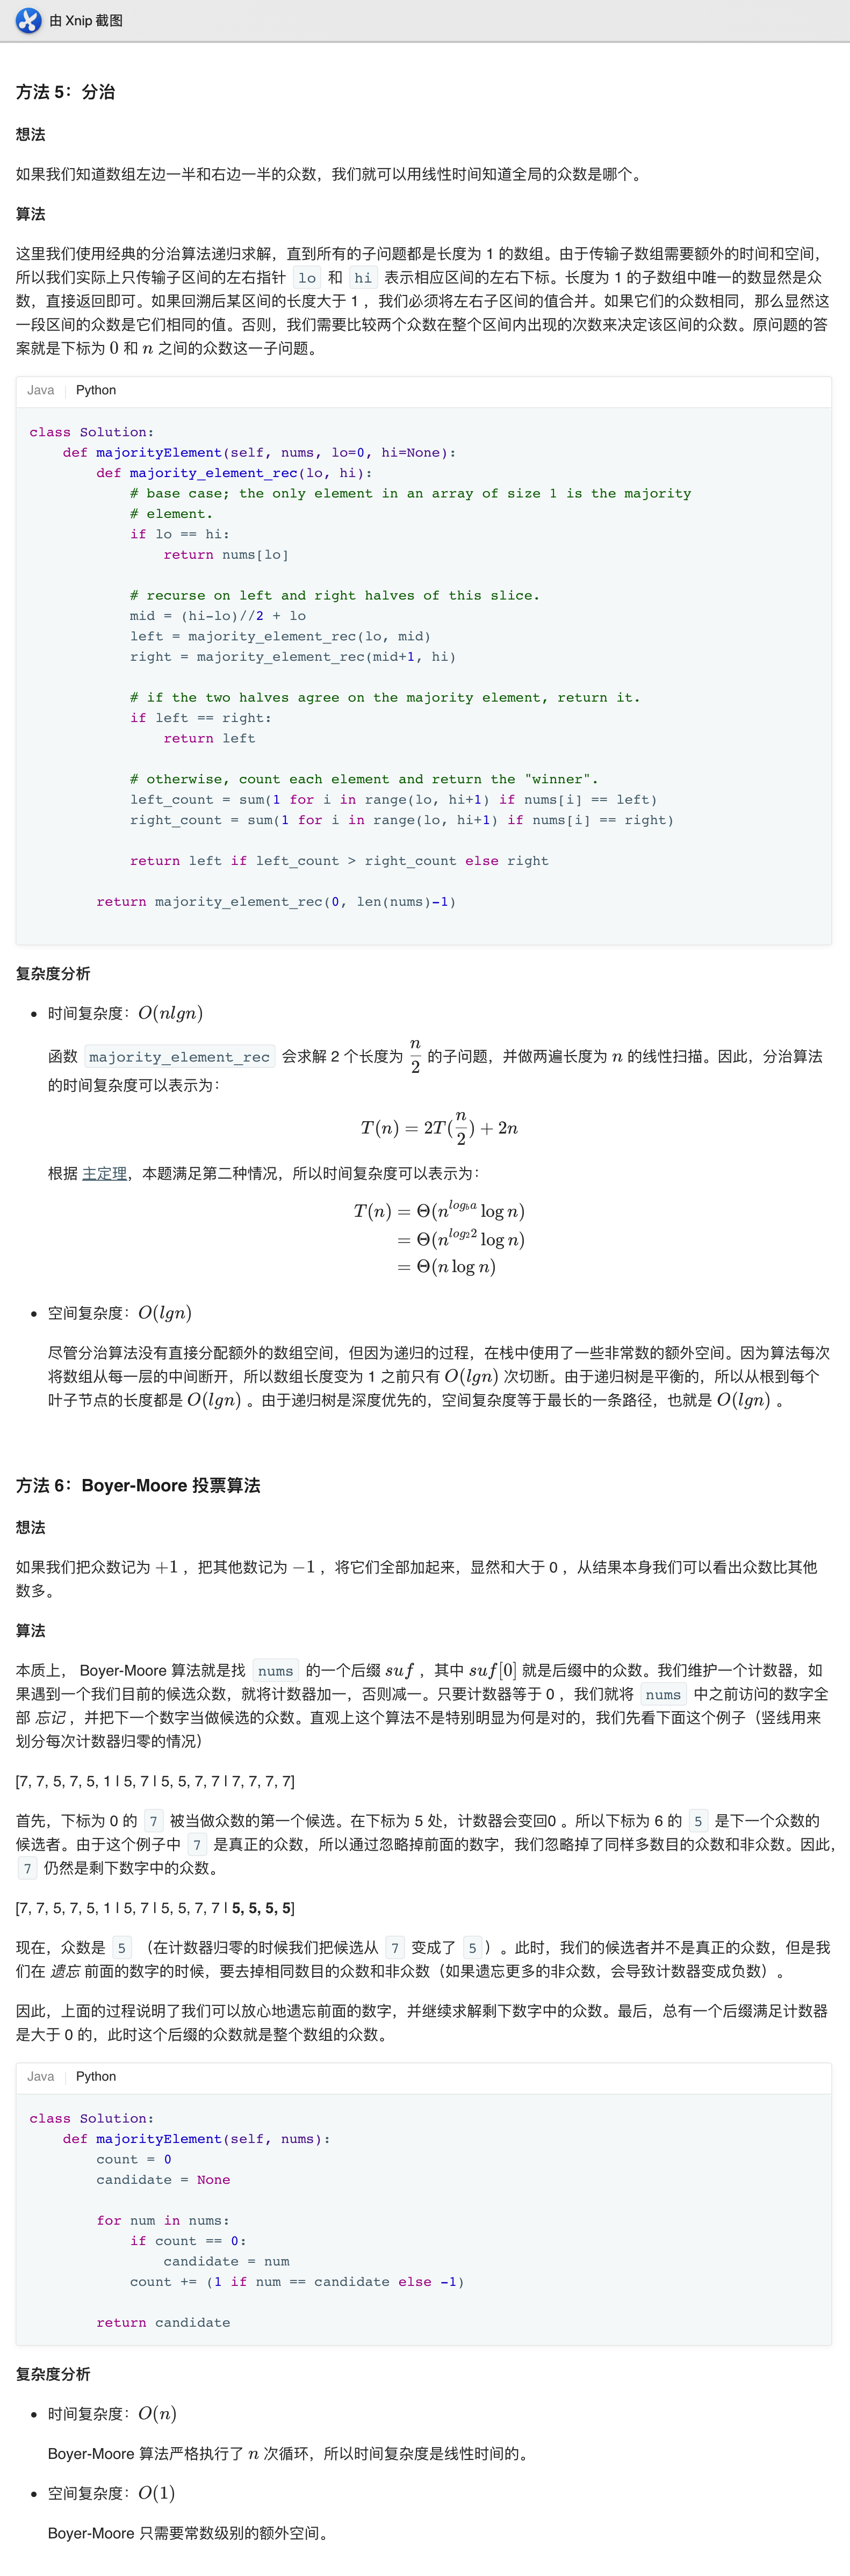 由 Xnip 截图
方法 5：分治
想法
如果我们知道数组左边一半和右边一半的众数，我们就可以用线性时间知道全局的众数是哪个。
算法
这里我们使用经典的分治算法递归求解，直到所有的子问题都是长度为 1 的数组。由于传输子数组需要额外的时间和空间，
所以我们实际上只传输子区间的左右指针 lo 和 hi 表示相应区间的左右下标。长度为 1 的子数组中唯一的数显然是众
数，直接返回即可。如果回溯后某区间的长度大于 1 ，我们必须将左右子区间的值合并。如果它们的众数相同，那么显然这
一段区间的众数是它们相同的值。否则，我们需要比较两个众数在整个区间内出现的次数来决定该区间的众数。原问题的答
案就是下标为 0 和 n 之间的众数这一子问题。
Java Python
class Solution:
    def majorityElement(self, nums, lo=0, hi=None):
        def majority_element_rec(lo, hi):
            # base case; the only element in an array of size 1 is the majority
            # element.
            if lo == hi:
                return nums[lo]
            # recurse on left and right halves of this slice.
            mid = (hi-lo)//2 + lo
            left = majority_element_rec(lo, mid)
            right = majority_element_rec(mid+1, hi)
            # if the two halves agree on the majority element, return it.
            if left == right:
                return left
            # otherwise, count each element and return the "winner".
            left_count = sum(1 for i in range(lo, hi+1) if nums[i] == left)
            right_count = sum(1 for i in range(lo, hi+1) if nums[i] == right)
            return left if left_count > right_count else right
        return majority_element_rec(0, len(nums)-1)
复杂度分析
• 时间复杂度：O(nlgn)
函数 majority_element_rec 会求解 2 个长度为 n/2 的子问题，并做两遍长度为 n 的线性扫描。因此，分治算法
的时间复杂度可以表示为：
T(n) = 2T(n/2) + 2n
根据 主定理，本题满足第二种情况，所以时间复杂度可以表示为：
T(n) = Θ(n^{log_b a} log n)
= Θ(n^{log_2 2} log n)
= Θ(n log n)
• 空间复杂度：O(lgn)
尽管分治算法没有直接分配额外的数组空间，但因为递归的过程，在栈中使用了一些非常数的额外空间。因为算法每次
将数组从每一层的中间断开，所以数组长度变为 1 之前只有 O(lgn) 次切断。由于递归树是平衡的，所以从根到每个
叶子节点的长度都是 O(lgn) 。由于递归树是深度优先的，空间复杂度等于最长的一条路径，也就是 O(lgn) 。
方法 6：Boyer-Moore 投票算法
想法
如果我们把众数记为 +1 ，把其他数记为 −1 ，将它们全部加起来，显然和大于 0 ，从结果本身我们可以看出众数比其他
数多。
算法
本质上， Boyer-Moore 算法就是找 nums 的一个后缀 suf ，其中 suf[0] 就是后缀中的众数。我们维护一个计数器，如
果遇到一个我们目前的候选众数，就将计数器加一，否则减一。只要计数器等于 0 ，我们就将 nums 中之前访问的数字全
部 忘记 ，并把下一个数字当做候选的众数。直观上这个算法不是特别明显为何是对的，我们先看下面这个例子（竖线用来
划分每次计数器归零的情况）
[7, 7, 5, 7, 5, 1 | 5, 7 | 5, 5, 7, 7 | 7, 7, 7, 7]
首先，下标为 0 的 7 被当做众数的第一个候选。在下标为 5 处，计数器会变回0 。所以下标为 6 的 5 是下一个众数的
候选者。由于这个例子中 7 是真正的众数，所以通过忽略掉前面的数字，我们忽略掉了同样多数目的众数和非众数。因此，
7 仍然是剩下数字中的众数。
[7, 7, 5, 7, 5, 1 | 5, 7 | 5, 5, 7, 7 | 5, 5, 5, 5]
现在，众数是 5 （在计数器归零的时候我们把候选从 7 变成了 5 ）。此时，我们的候选者并不是真正的众数，但是我
们在 遗忘 前面的数字的时候，要去掉相同数目的众数和非众数（如果遗忘更多的非众数，会导致计数器变成负数）。
因此，上面的过程说明了我们可以放心地遗忘前面的数字，并继续求解剩下数字中的众数。最后，总有一个后缀满足计数器
是大于 0 的，此时这个后缀的众数就是整个数组的众数。
Java Python
class Solution:
    def majorityElement(self, nums):
        count = 0
        candidate = None
        for num in nums:
            if count == 0:
                candidate = num
            count += (1 if num == candidate else -1)
        return candidate
复杂度分析
• 时间复杂度：O(n)
Boyer-Moore 算法严格执行了 n 次循环，所以时间复杂度是线性时间的。
• 空间复杂度：O(1)
Boyer-Moore 只需要常数级别的额外空间。